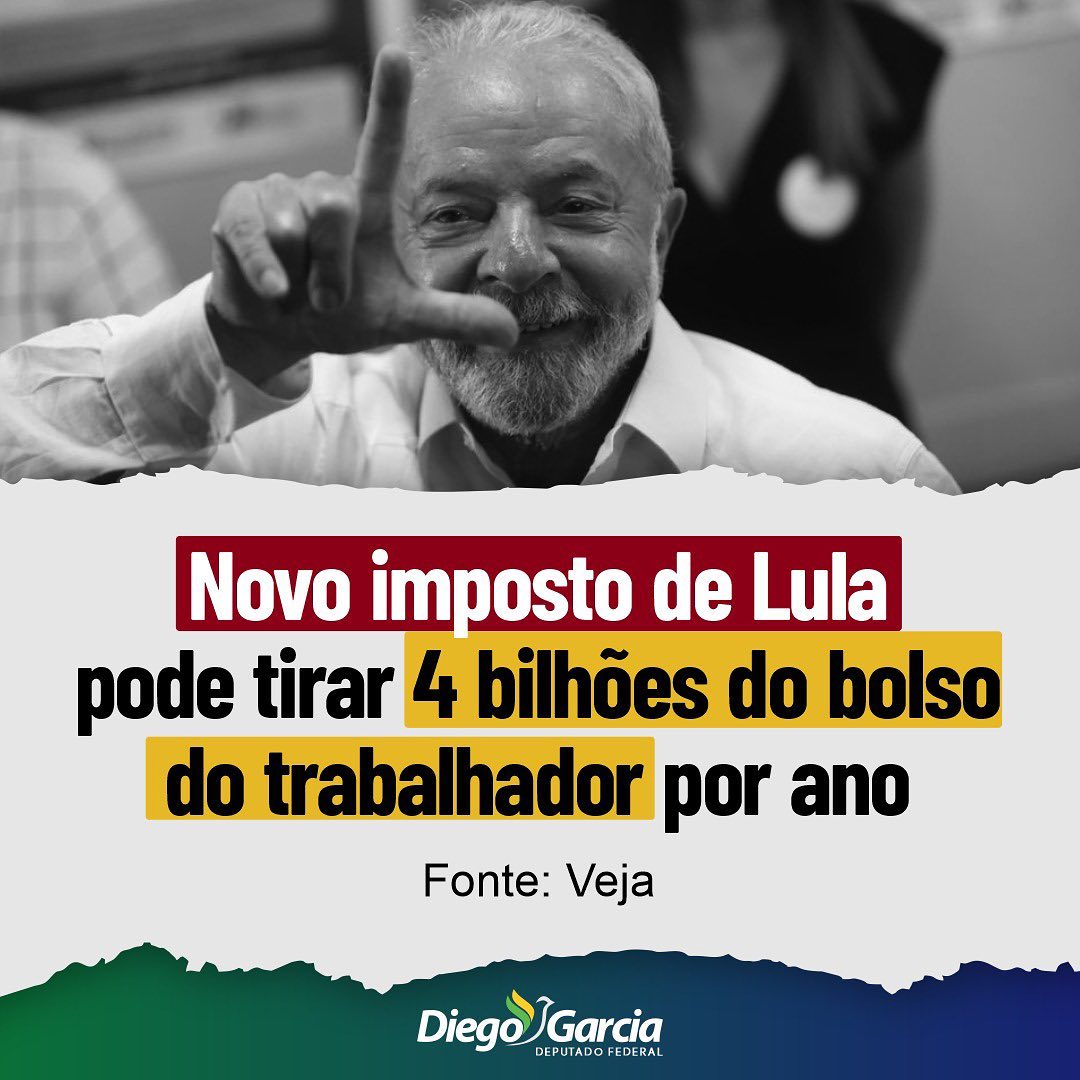 Novo imposto de Lula
pode tirar 4 bilhões do bolso
do trabalhador por ano
Fonte: Veja
Diego Garcia
DEPUTADO FEDERAL